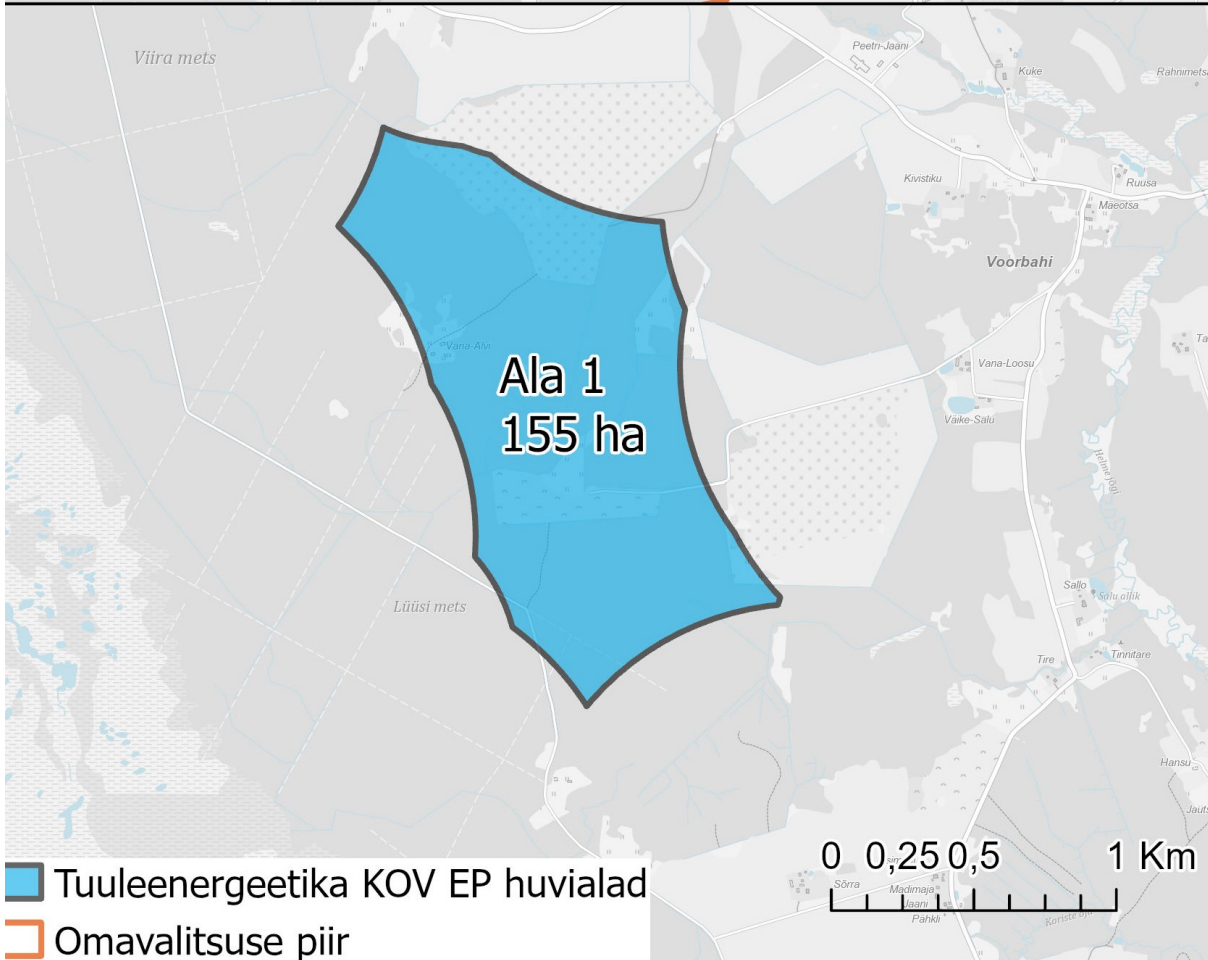 Viira mets
Peetri-Jaani
Kuke
Rahnimets
Kivistiku
Ruusa
Maeotsa
Voorbahi
Vana-Alvi
Vana-Loosu
Ala 1
155 ha
Väike-Salu
Helme jõgi
Lüüsi mets
Sallo
Salu allik
Tinnitare
Tire
Hansu
0 0,25 0,5 1 Km
Sõrra
Madimaja
Jaani
Pahkli
Tuuleenergeetika KOV EP huvialad
Omavalitsuse piir